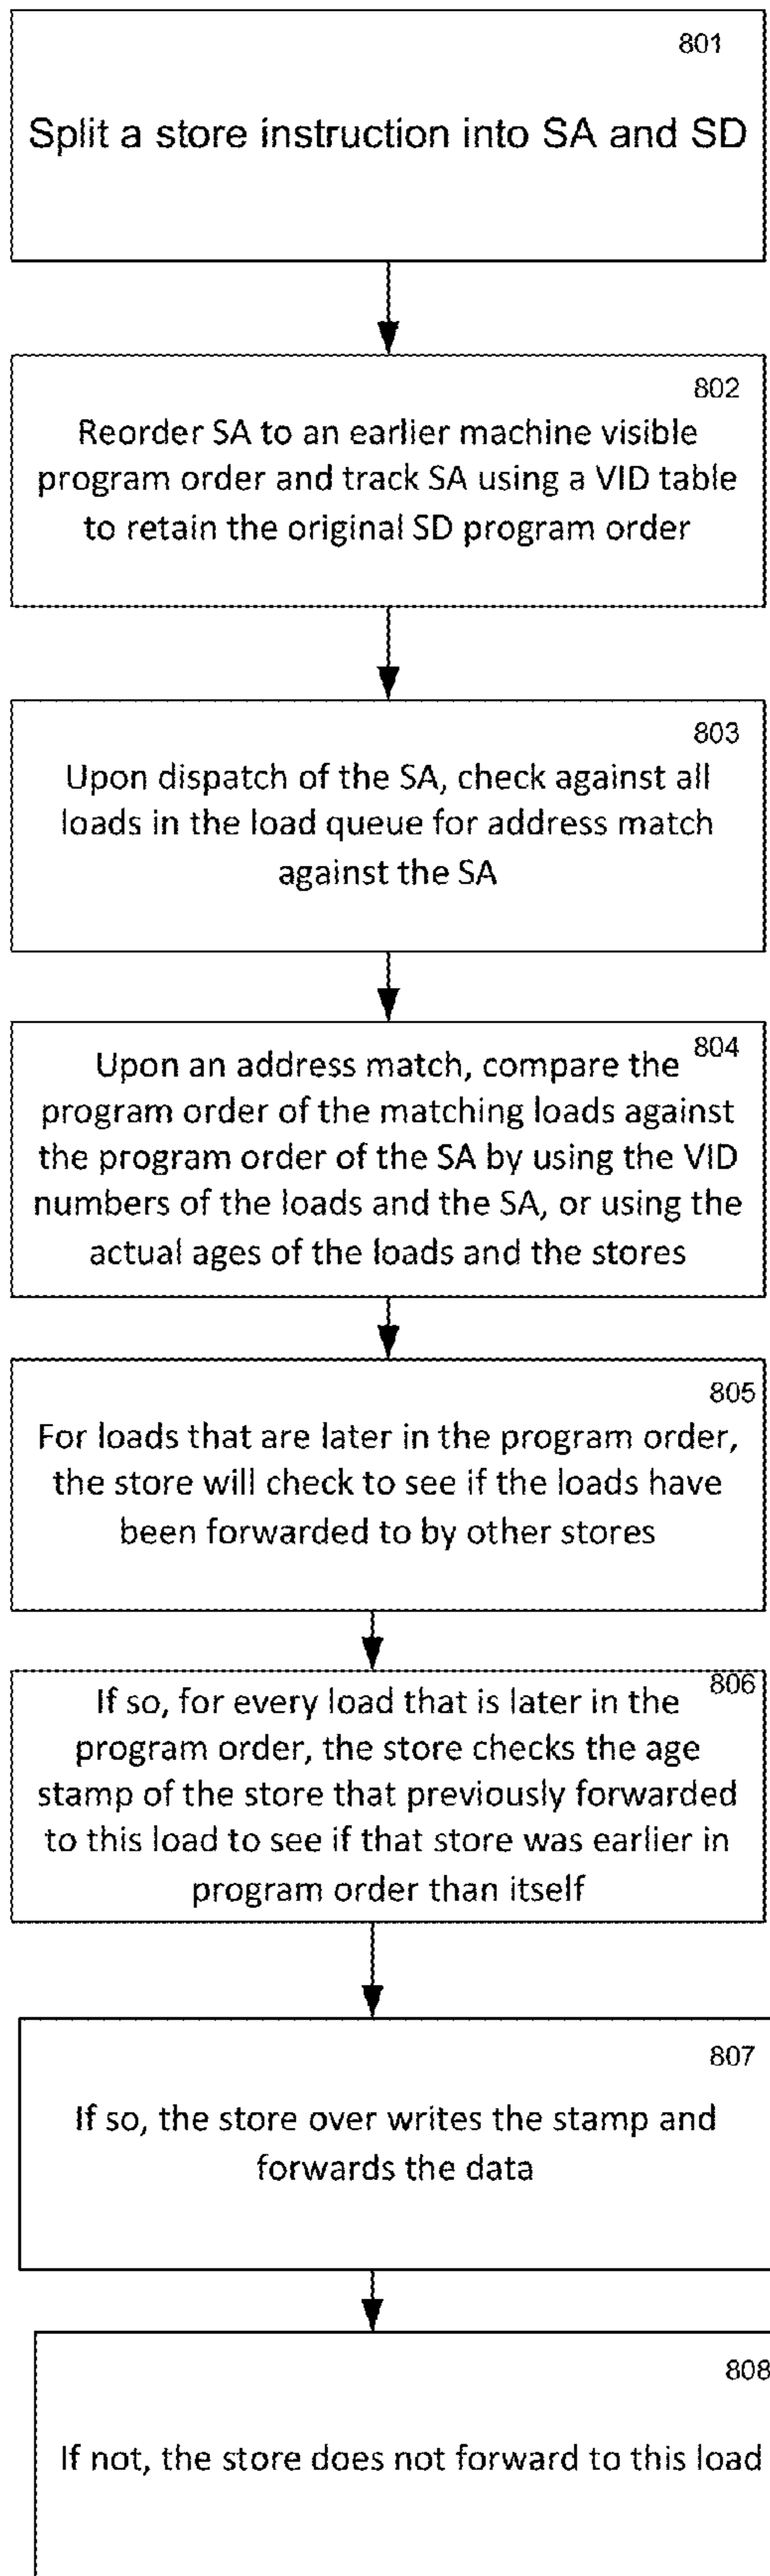 801
Split a store instruction into SA and SD
802
Reorder SA to an earlier machine visible
program order and track SA using a VID table
to retain the original SD program order
803
Upon dispatch of the SA, check against all
loads in the load queue for address match
against the SA
804
Upon an address match, compare the
program order of the matching loads against
the program order of the SA by using the VID
numbers of the loads and the SA, or using the
actual ages of the loads and the stores
805
For loads that are later in the program order,
the store will check to see if the loads have
been forwarded to by other stores
806
If so, for every load that is later in the
program order, the store checks the age
stamp of the store that previously forwarded
to this load to see if that store was earlier in
program order than itself
807
If so, the store over writes the stamp and
forwards the data
808
If not, the store does not forward to this load